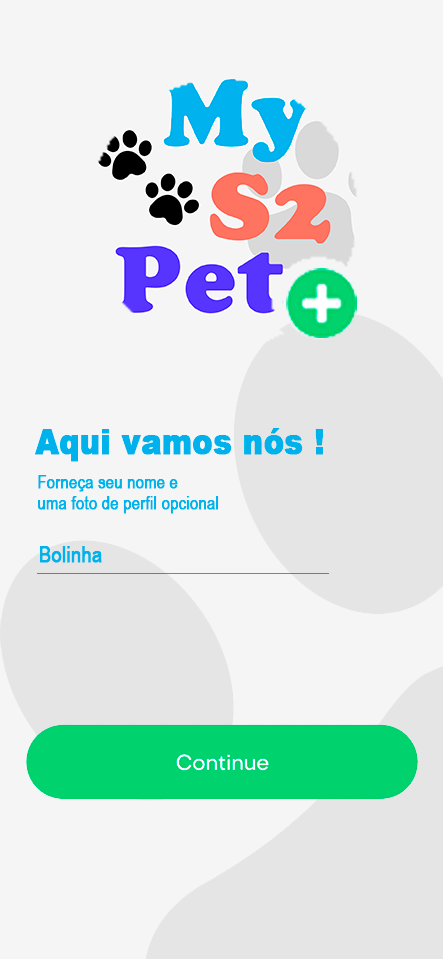 My
S2
Pet
Aqui vamos nós !
Forneça seu nome e
uma foto de perfil opcional
Bolinha
Continue